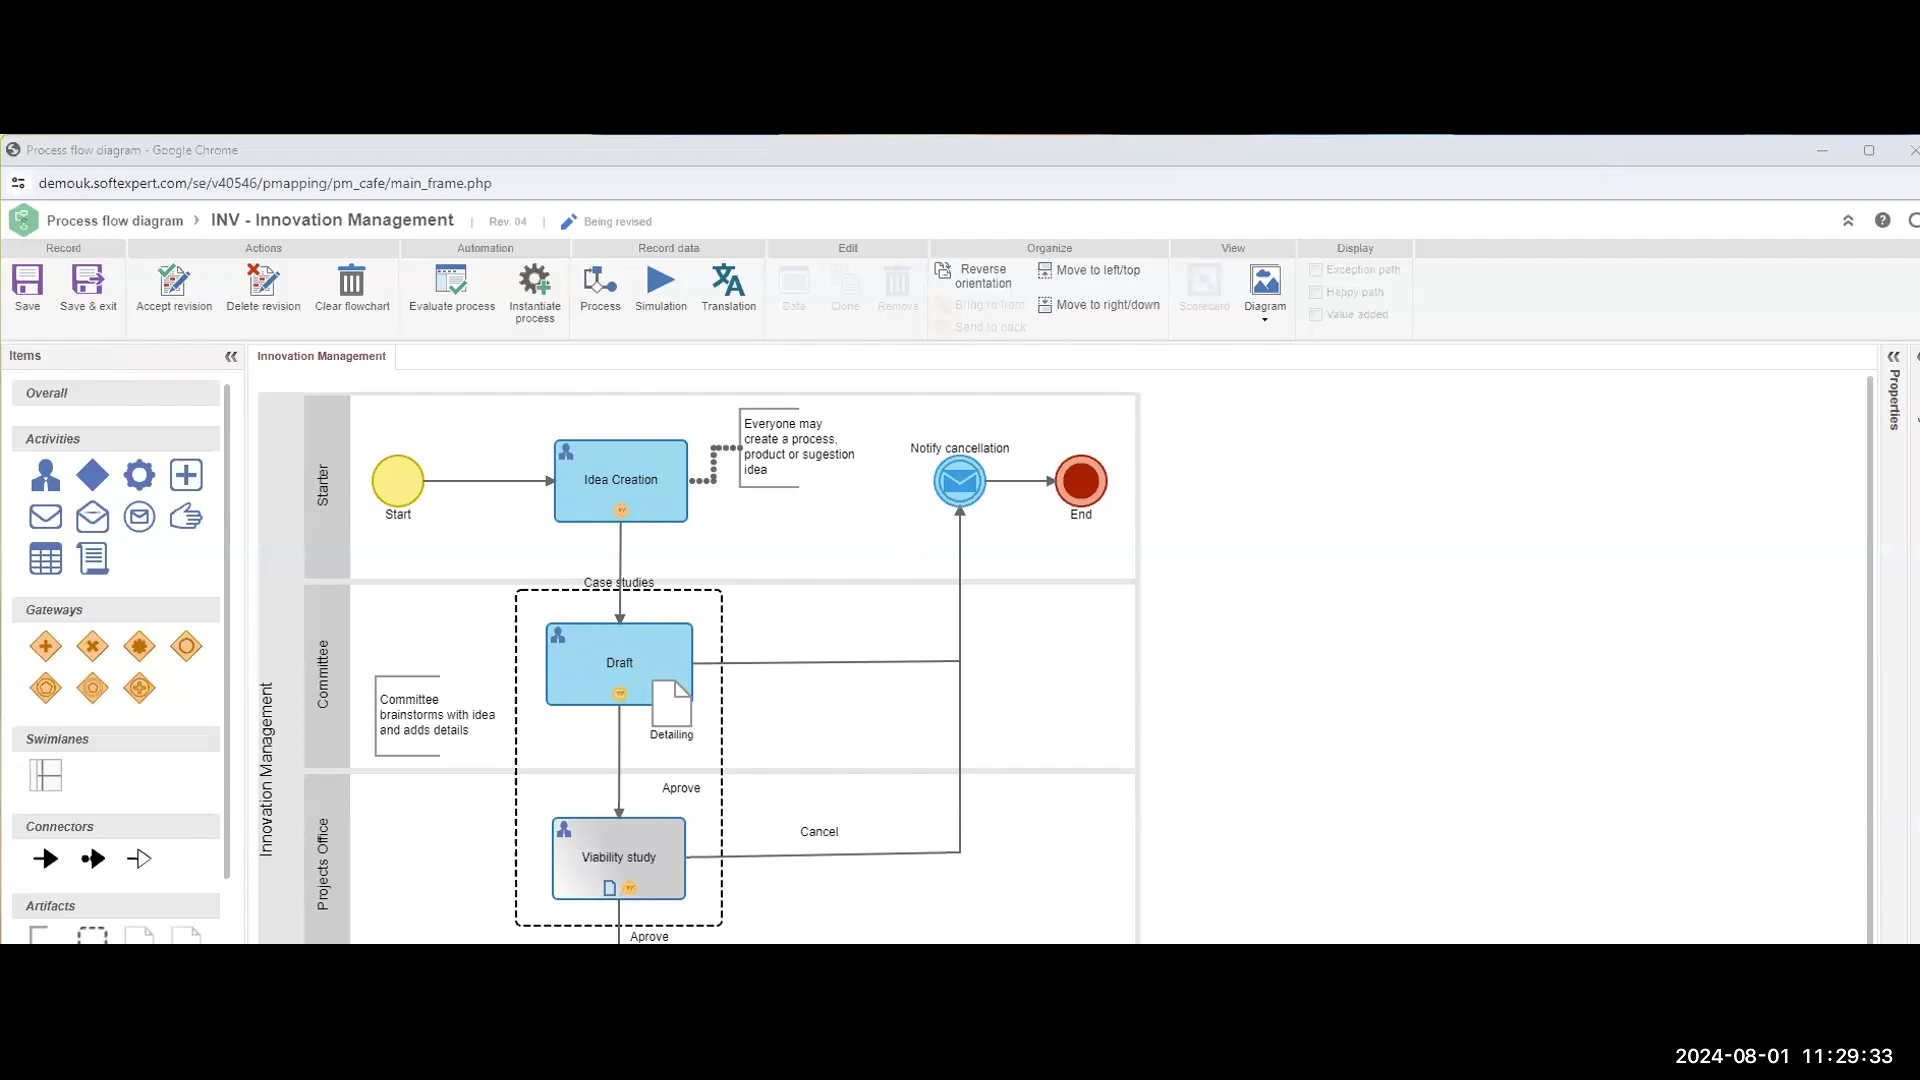 Process flow diagram - Google Chrome
demouk.softexpert.com/se/v40546/pmapping/pm_cafe/main_frame.php
Process flow diagram › INV - Innovation Management | Rev. 04 | Being revised
Record Actions Automation Record data Edit Organize View Display
Save
Save & exit
Accept revision
Delete revision
Clear flowchart
Evaluate process
Instantiate
process
Process
Simulation
Translation
Data
Clone
Remove
Reverse
orientation
Bring to front
Send to back
Move to left/top
Move to right/down
Scorecard
Diagram
Exception path
Happy path
Value added
Items
Innovation Management
Properties
Overall
Activities
Gateways
Swimlanes
Connectors
Artifacts
Innovation Management
Starter
Start
Idea Creation
Everyone may
create a process,
product or sugestion
idea
Notify cancellation
End
Case studies
Committee
Committee
brainstorms with idea
and adds details
Draft
Detailing
Projects Office
Aprove
Cancel
Viability study
Aprove
2024-08-01 11:29:33